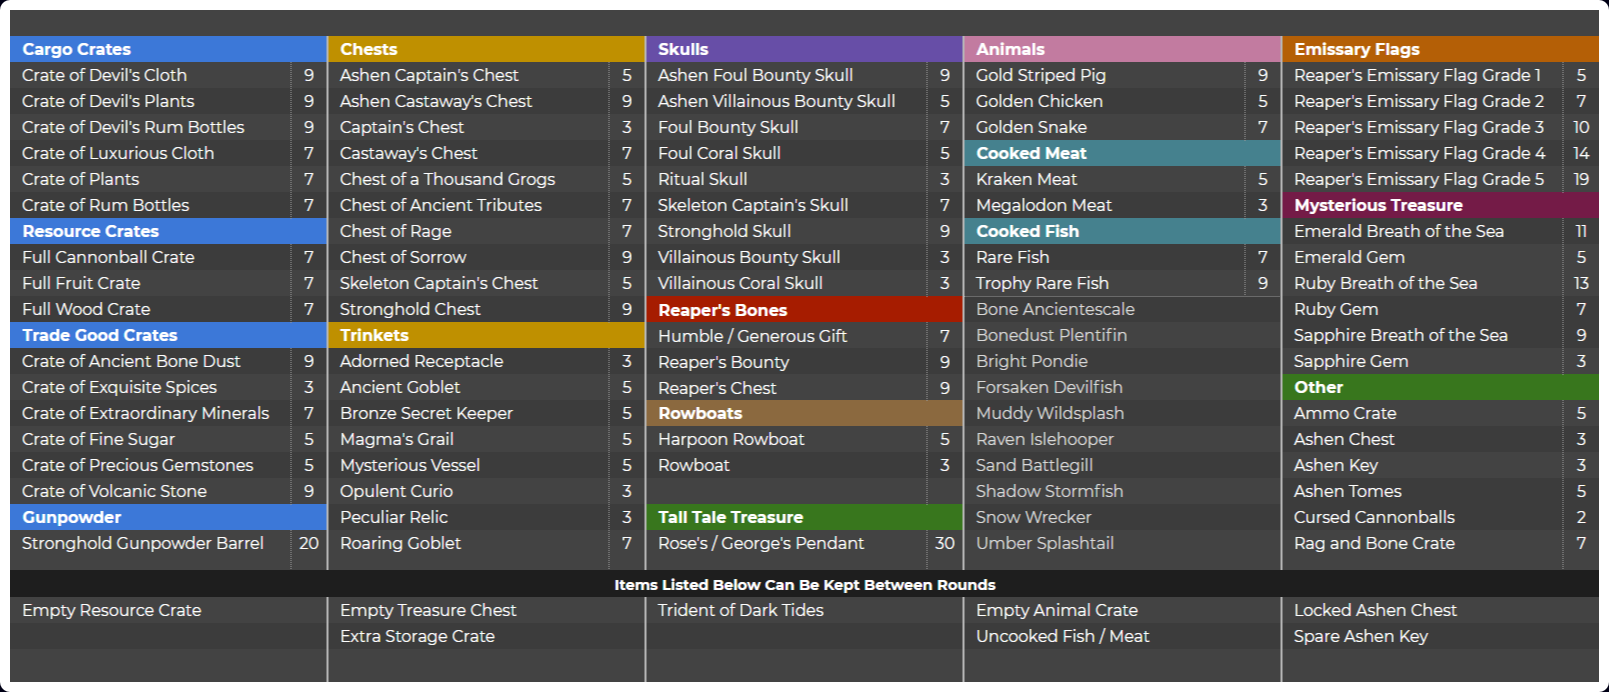 Cargo Crates
Crate of Devil's Cloth 9
Crate of Devil's Plants 9
Crate of Devil's Rum Bottles 9
Crate of Luxurious Cloth 7
Crate of Plants 7
Crate of Rum Bottles 7
Resource Crates
Full Cannonball Crate 7
Full Fruit Crate 7
Full Wood Crate 7
Trade Good Crates
Crate of Ancient Bone Dust 9
Crate of Exquisite Spices 3
Crate of Extraordinary Minerals 7
Crate of Fine Sugar 5
Crate of Precious Gemstones 5
Crate of Volcanic Stone 9
Gunpowder
Stronghold Gunpowder Barrel 20
Chests
Ashen Captain's Chest 5
Ashen Castaway's Chest 9
Captain's Chest 3
Castaway's Chest 7
Chest of a Thousand Grogs 5
Chest of Ancient Tributes 7
Chest of Rage 7
Chest of Sorrow 9
Skeleton Captain's Chest 5
Stronghold Chest 9
Trinkets
Adorned Receptacle 3
Ancient Goblet 5
Bronze Secret Keeper 5
Magma's Grail 5
Mysterious Vessel 5
Opulent Curio 3
Peculiar Relic 3
Roaring Goblet 7
Skulls
Ashen Foul Bounty Skull 9
Ashen Villainous Bounty Skull 5
Foul Bounty Skull 7
Foul Coral Skull 5
Ritual Skull 3
Skeleton Captain's Skull 7
Stronghold Skull 9
Villainous Bounty Skull 3
Villainous Coral Skull 3
Reaper's Bones
Humble / Generous Gift 7
Reaper's Bounty 9
Reaper's Chest 9
Rowboats
Harpoon Rowboat 5
Rowboat 3
Tall Tale Treasure
Rose's / George's Pendant 30
Animals
Gold Striped Pig 9
Golden Chicken 5
Golden Snake 7
Cooked Meat
Kraken Meat 5
Megalodon Meat 3
Cooked Fish
Rare Fish 7
Trophy Rare Fish 9
Bone Ancientescale
Bonedust Plentifin
Bright Pondie
Forsaken Devilfish
Muddy Wildsplash
Raven Islehooper
Sand Battlegill
Shadow Stormfish
Snow Wrecker
Umber Splashtail
Emissary Flags
Reaper's Emissary Flag Grade 1 5
Reaper's Emissary Flag Grade 2 7
Reaper's Emissary Flag Grade 3 10
Reaper's Emissary Flag Grade 4 14
Reaper's Emissary Flag Grade 5 19
Mysterious Treasure
Emerald Breath of the Sea 11
Emerald Gem 5
Ruby Breath of the Sea 13
Ruby Gem 7
Sapphire Breath of the Sea 9
Sapphire Gem 3
Other
Ammo Crate 5
Ashen Chest 3
Ashen Key 3
Ashen Tomes 5
Cursed Cannonballs 2
Rag and Bone Crate 7
Items Listed Below Can Be Kept Between Rounds
Empty Resource Crate
Empty Treasure Chest
Extra Storage Crate
Trident of Dark Tides
Empty Animal Crate
Uncooked Fish / Meat
Locked Ashen Chest
Spare Ashen Key